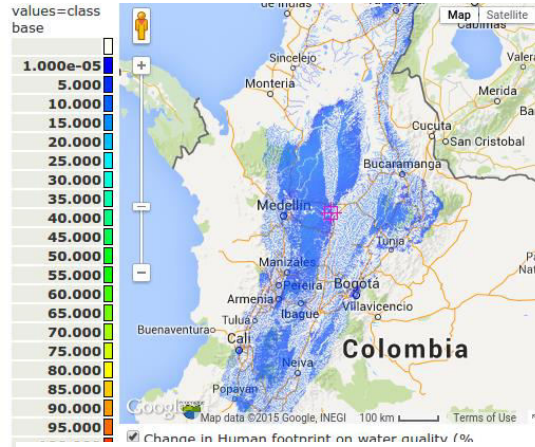 values=class
base
1.000e-05
5.000
10.000
15.000
20.000
25.000
30.000
35.000
40.000
45.000
50.000
55.000
60.000
65.000
70.000
75.000
80.000
85.000
90.000
95.000
de Indias
Map
Satellite
Cabimas
Sincelejo
Valera
Monteria
Merida
Cucuta
San Cristobal
Bucaramanga
Medellin
Tunja
Manizales
Pereira
Bogota
Armenia
Villavicencio
Ibague
Tulua
Buenaventura
Cali
Colombia
Neiva
Popayan
Google
Map data ©2015 Google, INEGI
100 km
Terms of Use
Change in Human footprint on water quality (%